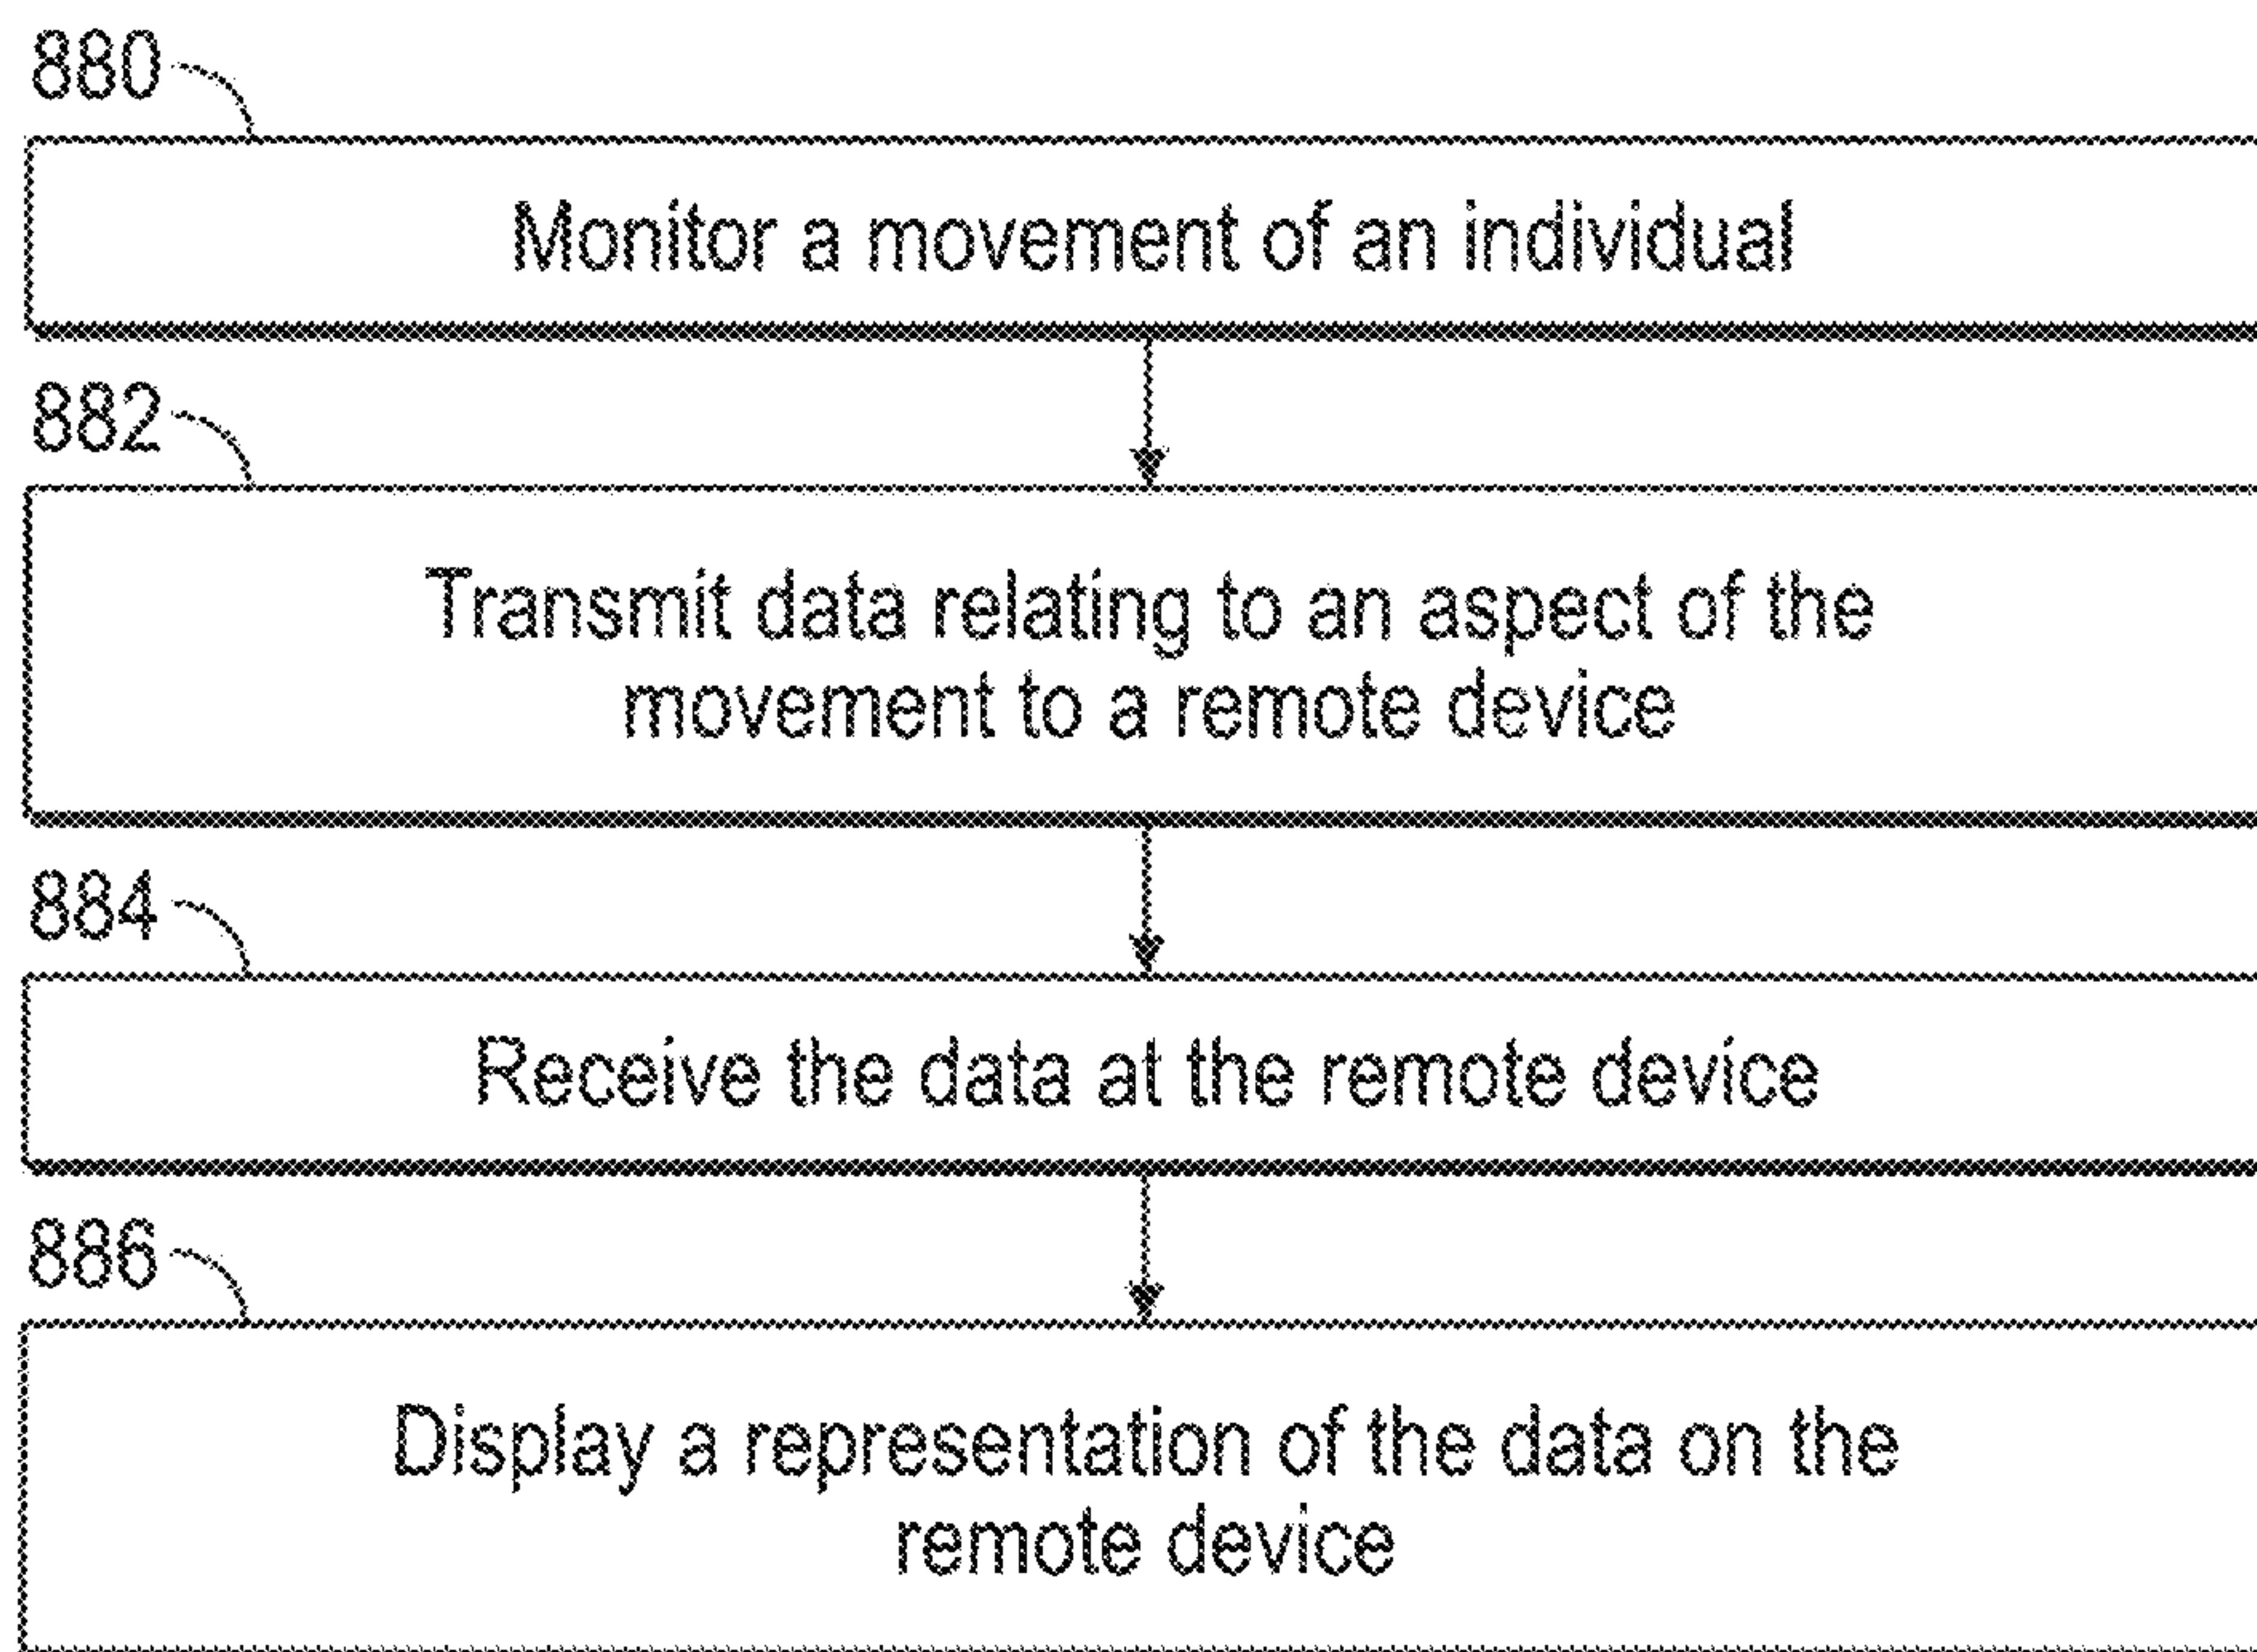 880
Monitor a movement of an individual
882
Transmit data relating to an aspect of the
movement to a remote device
884
Receive the data at the remote device
886
Display a representation of the data on the
remote device